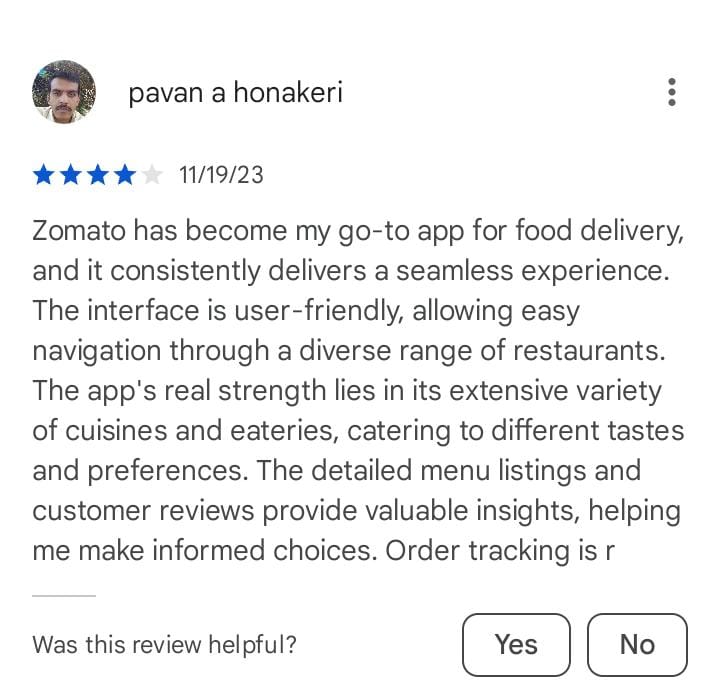 pavan a honakeri
11/19/23
Zomato has become my go-to app for food delivery,
and it consistently delivers a seamless experience.
The interface is user-friendly, allowing easy
navigation through a diverse range of restaurants.
The app's real strength lies in its extensive variety
of cuisines and eateries, catering to different tastes
and preferences. The detailed menu listings and
customer reviews provide valuable insights, helping
me make informed choices. Order tracking is r
Was this review helpful?
Yes
No